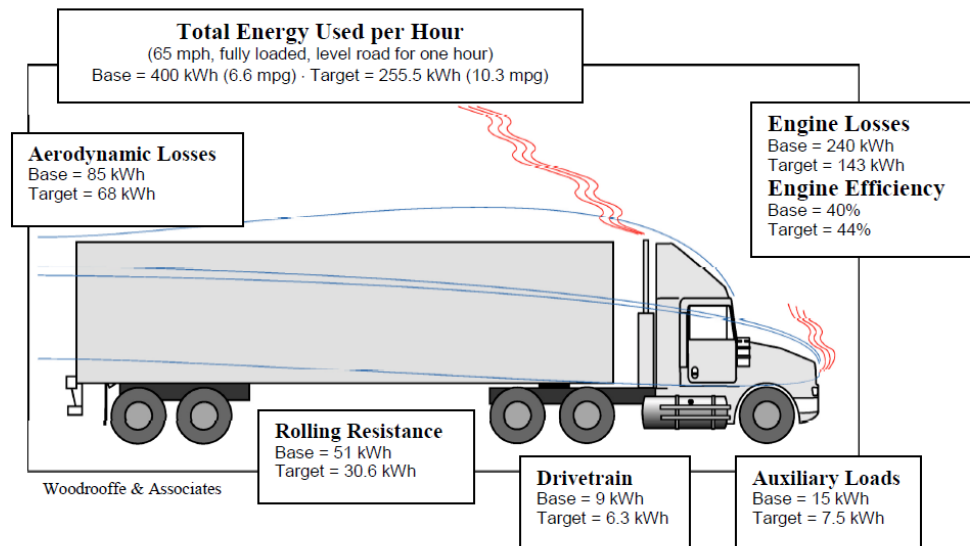 Total Energy Used per Hour
(65 mph, fully loaded, level road for one hour)
Base = 400 kWh (6.6 mpg) · Target = 255.5 kWh (10.3 mpg)
Aerodynamic Losses
Base = 85 kWh
Target = 68 kWh
Engine Losses
Base = 240 kWh
Target = 143 kWh
Engine Efficiency
Base = 40%
Target = 44%
Rolling Resistance
Base = 51 kWh
Target = 30.6 kWh
Woodrooffe & Associates
Drivetrain
Base = 9 kWh
Target = 6.3 kWh
Auxiliary Loads
Base = 15 kWh
Target = 7.5 kWh